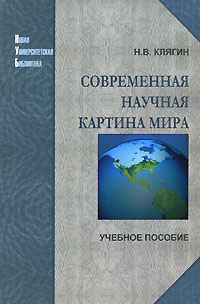 Новая
Университетская
Библиотека
Н.В. КЛЯГИН
СОВРЕМЕННАЯ
НАУЧНАЯ
КАРТИНА МИРА
УЧЕБНОЕ ПОСОБИЕ